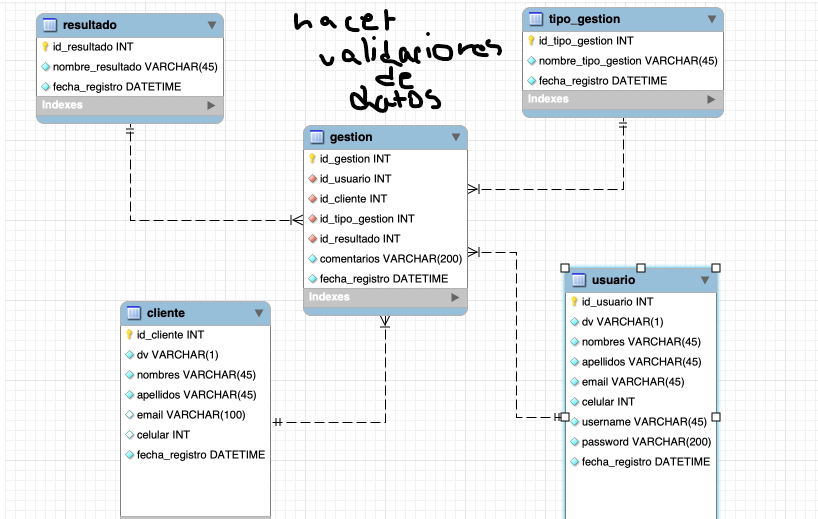 resultado
id_resultado INT
nombre_resultado VARCHAR(45)
fecha_registro DATETIME
Indexes
hacer
validaciones
de
datos
tipo_gestion
id_tipo_gestion INT
nombre_tipo_gestion VARCHAR(45)
fecha_registro DATETIME
Indexes
gestion
id_gestion INT
id_usuario INT
id_cliente INT
id_tipo_gestion INT
id_resultado INT
comentarios VARCHAR(200)
fecha_registro DATETIME
Indexes
cliente
id_cliente INT
dv VARCHAR(1)
nombres VARCHAR(45)
apellidos VARCHAR(45)
email VARCHAR(100)
celular INT
fecha_registro DATETIME
usuario
id_usuario INT
dv VARCHAR(1)
nombres VARCHAR(45)
apellidos VARCHAR(45)
email VARCHAR(45)
celular INT
username VARCHAR(45)
password VARCHAR(200)
fecha_registro DATETIME